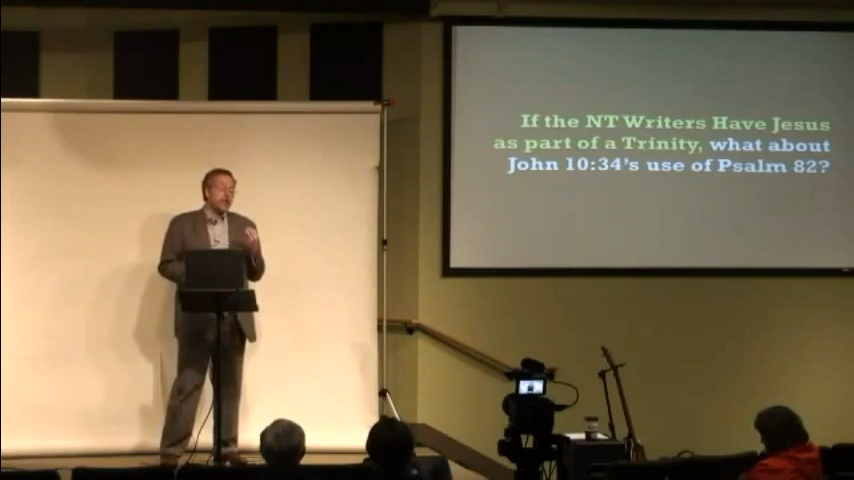 If the NT Writers Have Jesus
as part of a Trinity, what about
John 10:34's use of Psalm 82?